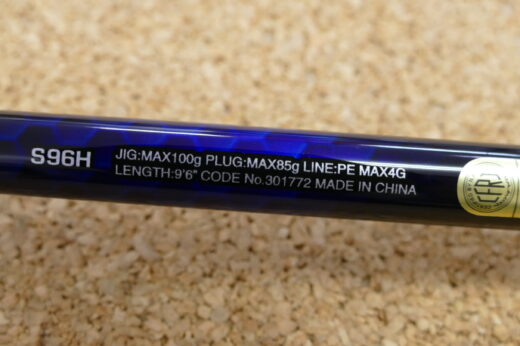 S96H
JIG:MAX100g PLUG:MAX85g LINE:PE MAX4G
LENGTH:9'6" CODE No.301772 MADE IN CHINA